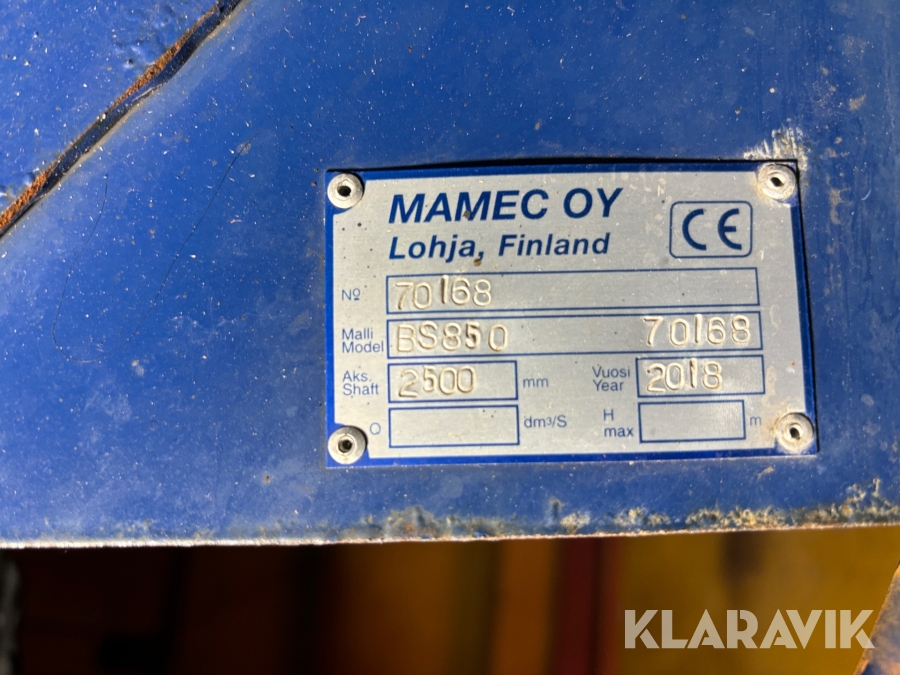 MAMEC OY
Lohja, Finland
CE
Nº 70168
Malli
Model BS850 70168
Aks.
Shaft 2500 mm
Vuosi
Year 2018
Q dm³/S
H
max m
KLARAVIK